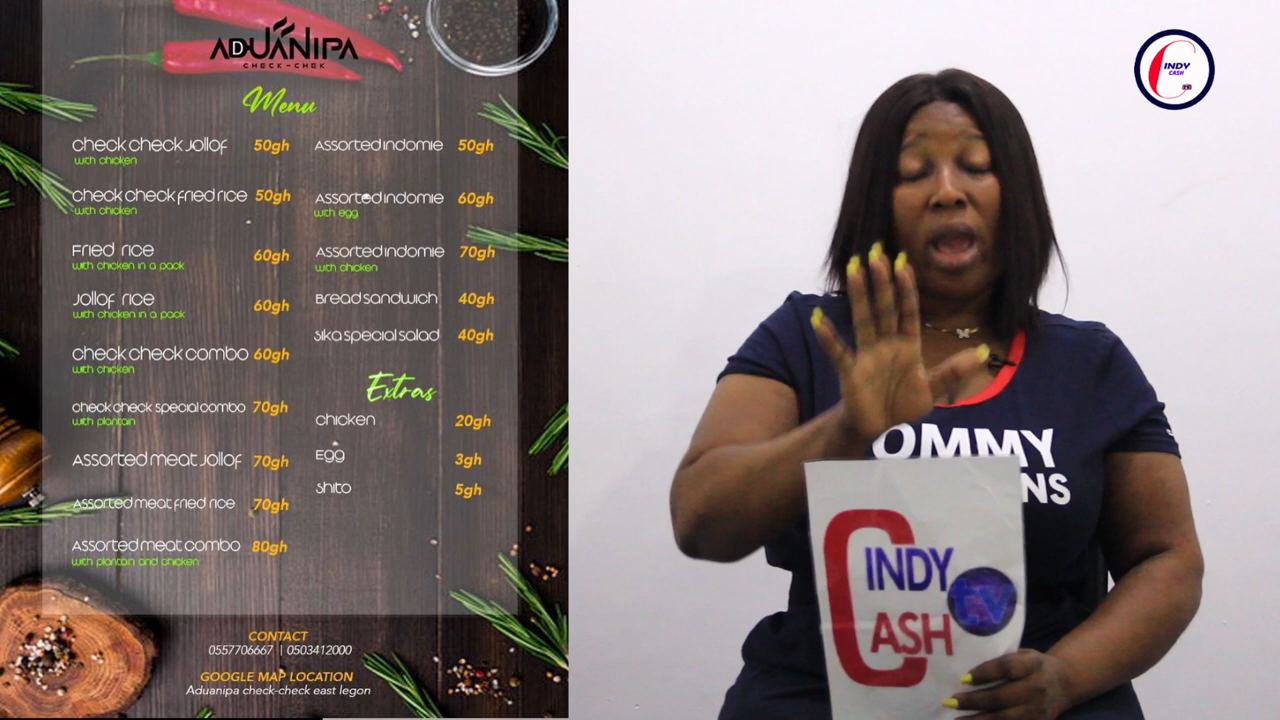 ADUANIPA
CHECK-CHEK
Menu
check check Jollof 50gh
with chicken
check check fried rice 50gh
with chicken
Fried rice 60gh
with chicken in a pack
Jollof rice 60gh
with chicken in a pack
check check combo 60gh
with chicken
check check special combo 70gh
with plantain
Assorted meat Jollof 70gh
Assorted meat fried rice 70gh
Assorted meat combo 80gh
with plantain and chicken
Assorted indomie 50gh
Assorted indomie 60gh
with egg
Assorted indomie 70gh
with chicken
Bread sandwich 40gh
Sika special salad 40gh
Extras
chicken 20gh
Egg 3gh
Shito 5gh
CONTACT
0557706667 | 0503412000
GOOGLE MAP LOCATION
Aduanipa check-check east legon
CINDY
CASH
TV
OMMY
NS
CINDY
CASH
TV